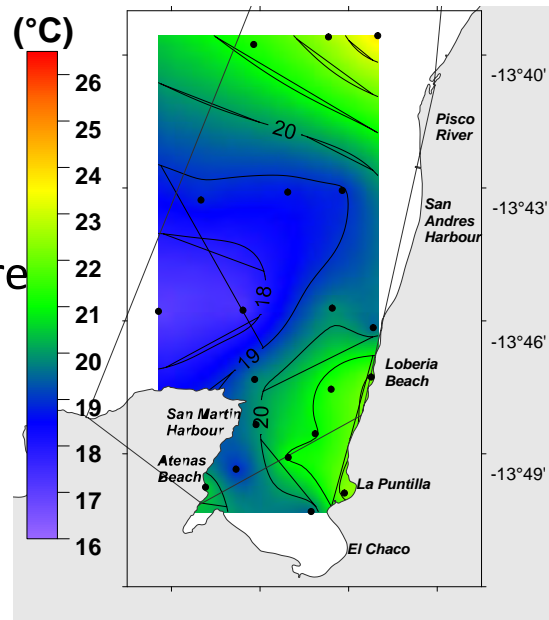 (°C)
26
25
24
23
22
21
20
19
18
17
16
re
20
18
19
20
Pisco
River
San
Andres
Harbour
Loberia
Beach
San Martin
Harbour
Atenas
Beach
La Puntilla
El Chaco
-13°40'
-13°43'
-13°46'
-13°49'